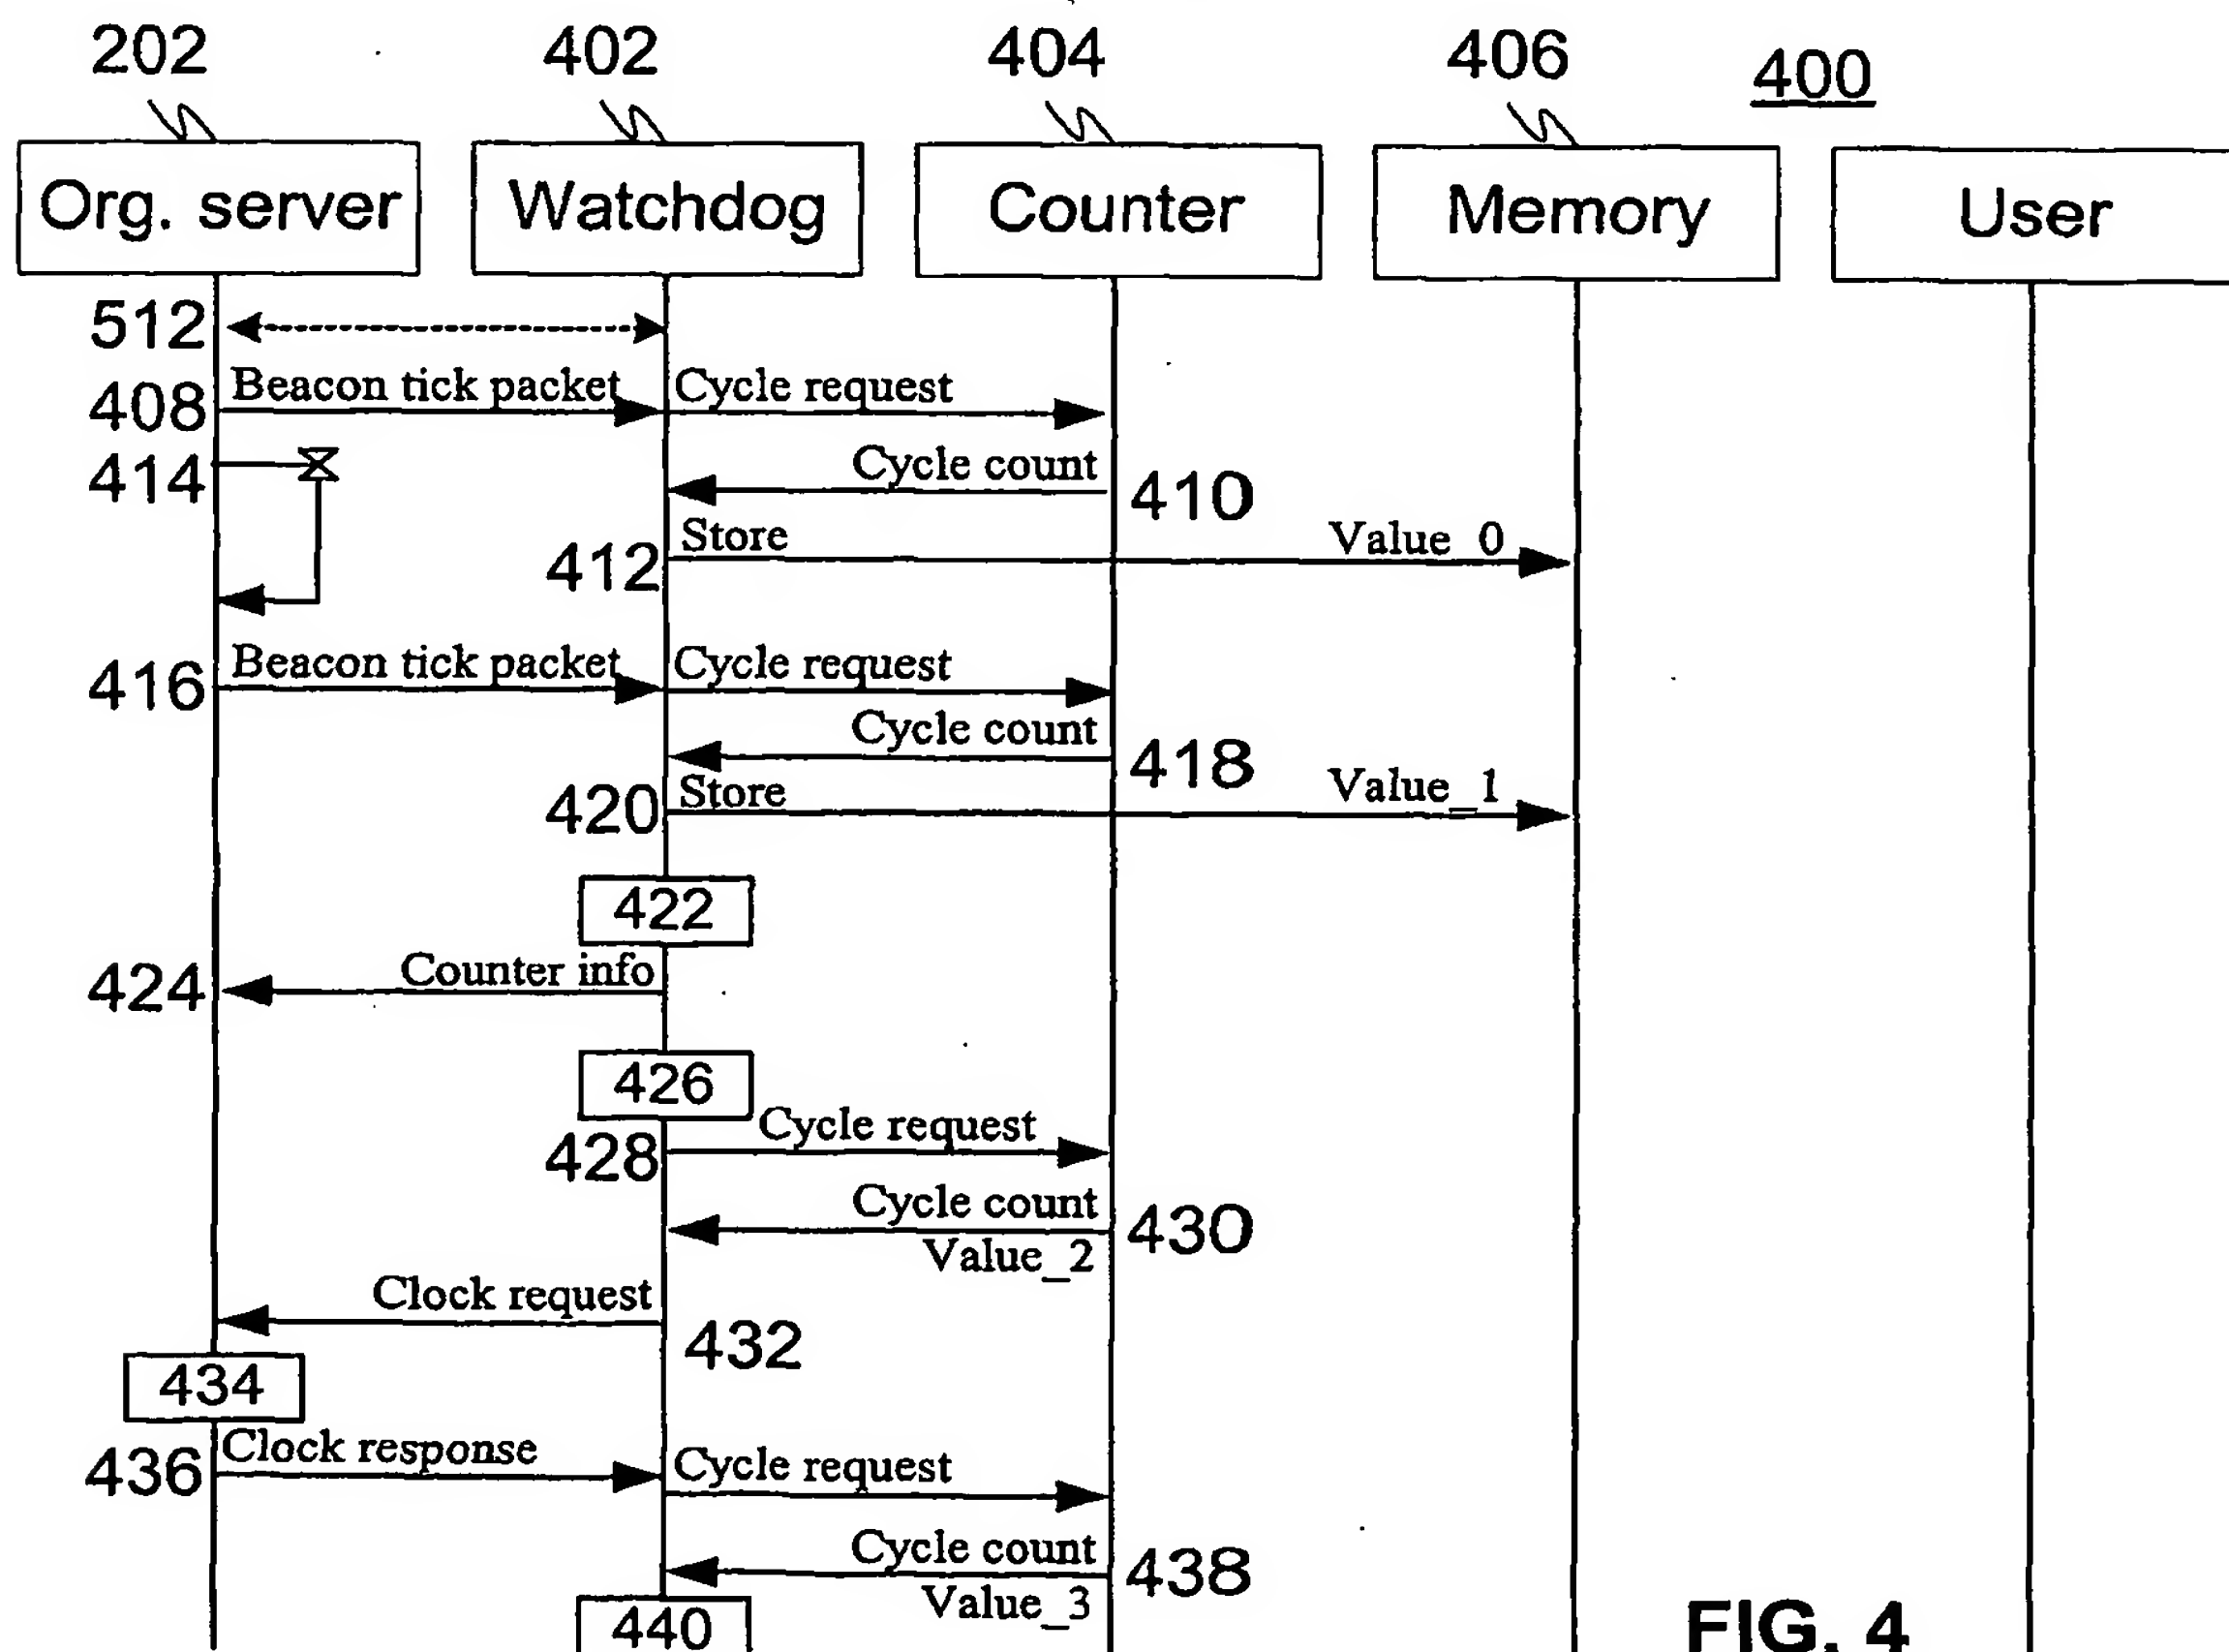 202
402
404
406
400
Org. server
Watchdog
Counter
Memory
User
512
408
Beacon tick packet
Cycle request
414
Cycle count
410
412
Store
Value_0
416
Beacon tick packet
Cycle request
Cycle count
418
420
Store
Value_1
422
424
Counter info
426
428
Cycle request
Cycle count
430
Value_2
Clock request
432
434
436
Clock response
Cycle request
Cycle count
438
Value_3
440
FIG. 4